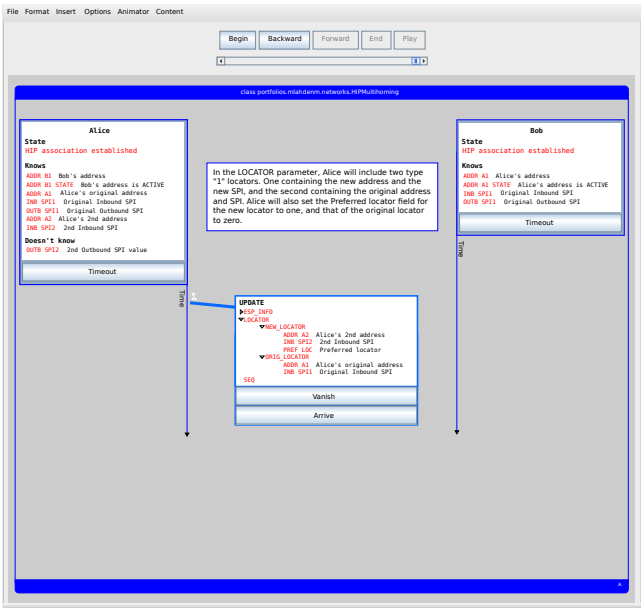 File Format Insert Options Animator Content
Begin Backward Forward End Play
class portfolios.mlahdenm.networks.HIPMultihoming
Alice
State
HIP association established
Knows
ADDR B1 Bob's address
ADDR B1 STATE Bob's address is ACTIVE
ADDR A1 Alice's original address
INB SPI1 Original Inbound SPI
OUTB SPI1 Original Outbound SPI
ADDR A2 Alice's 2nd address
INB SPI2 2nd Inbound SPI
Doesn't know
OUTB SPI2 2nd Outbound SPI value
Timeout
Time
In the LOCATOR parameter, Alice will include two type
"1" locators. One containing the new address and the
new SPI, and the second containing the original address
and SPI. Alice will also set the Preferred locator field for
the new locator to one, and that of the original locator
to zero.
Bob
State
HIP association established
Knows
ADDR A1 Alice's address
ADDR A1 STATE Alice's address is ACTIVE
INB SPI1 Original Inbound SPI
OUTB SPI1 Original Outbound SPI
Timeout
Time
UPDATE
ESP_INFO
LOCATOR
NEW_LOCATOR
ADDR A2 Alice's 2nd address
INB SPI2 2nd Inbound SPI
PREF LOC Preferred locator
ORIG_LOCATOR
ADDR A1 Alice's original address
INB SPI1 Original Inbound SPI
SEQ
Vanish
Arrive